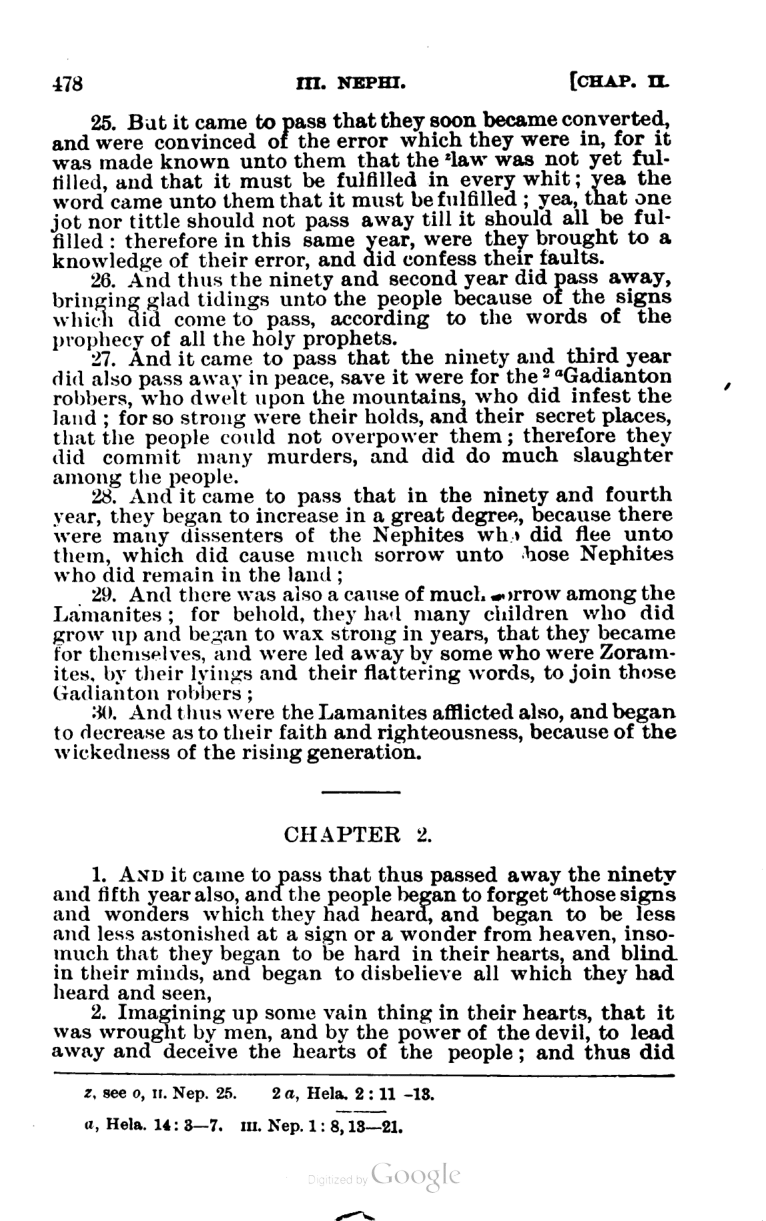 478 III. NEPHI. [CHAP. II.
25. But it came to pass that they soon became converted,
and were convinced of the error which they were in, for it
was made known unto them that the zlaw was not yet ful-
filled, and that it must be fulfilled in every whit; yea the
word came unto them that it must be fulfilled; yea, that one
jot nor tittle should not pass away till it should all be ful-
filled: therefore in this same year, were they brought to a
knowledge of their error, and did confess their faults.
26. And thus the ninety and second year did pass away,
bringing glad tidings unto the people because of the signs
which did come to pass, according to the words of the
prophecy of all the holy prophets.
27. And it came to pass that the ninety and third year
did also pass away in peace, save it were for the 2 aGadianton
robbers, who dwelt upon the mountains, who did infest the
land; for so strong were their holds, and their secret places,
that the people could not overpower them; therefore they
did commit many murders, and did do much slaughter
among the people.
28. And it came to pass that in the ninety and fourth
year, they began to increase in a great degree, because there
were many dissenters of the Nephites who did flee unto
them, which did cause much sorrow unto those Nephites
who did remain in the land;
29. And there was also a cause of much sorrow among the
Lamanites; for behold, they had many children who did
grow up and began to wax strong in years, that they became
for themselves, and were led away by some who were Zoram-
ites, by their lyings and their flattering words, to join those
Gadianton robbers;
30. And thus were the Lamanites afflicted also, and began
to decrease as to their faith and righteousness, because of the
wickedness of the rising generation.
CHAPTER 2.
1. AND it came to pass that thus passed away the ninety
and fifth year also, and the people began to forget athose signs
and wonders which they had heard, and began to be less
and less astonished at a sign or a wonder from heaven, inso-
much that they began to be hard in their hearts, and blind
in their minds, and began to disbelieve all which they had
heard and seen,
2. Imagining up some vain thing in their hearts, that it
was wrought by men, and by the power of the devil, to lead
away and deceive the hearts of the people; and thus did
z, see o, II. Nep. 25. 2 a, Hela. 2: 11 -13.
a, Hela. 14: 3—7. III. Nep. 1: 8, 13—21.
Digitized by Google